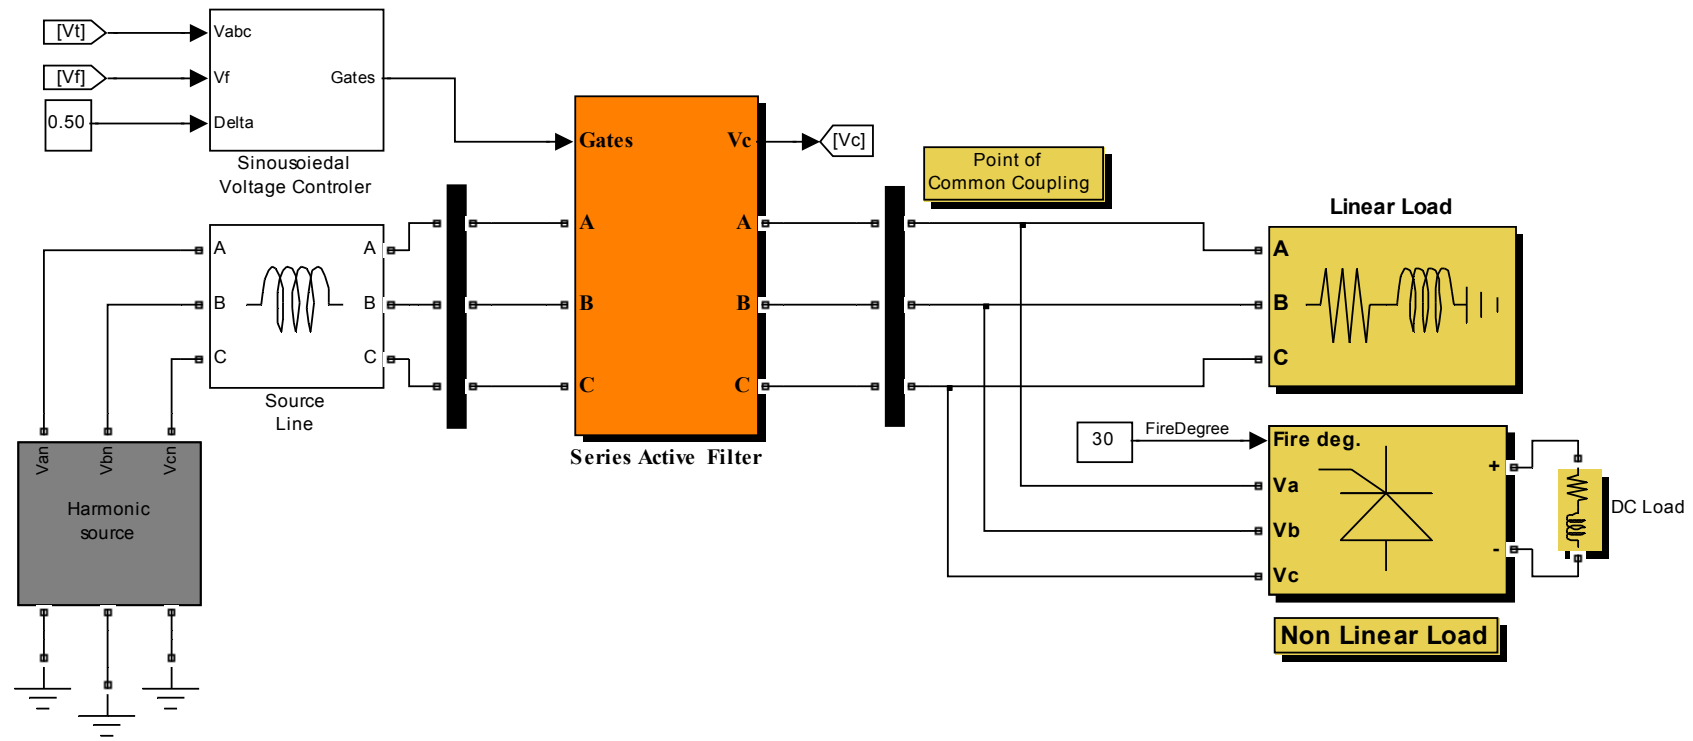 [Vt]
Vabc
[Vf]
Vf
Gates
0.50
Delta
Sinousoiedal
Voltage Controler
Gates
Vc
[Vc]
Point of
Common Coupling
Linear Load
A
A
B
B
C
C
Source
Line
A
A
B
B
C
C
Series Active Filter
A
B
C
30
FireDegree
Fire deg.
+
Va
Vb
-
Vc
DC Load
Non Linear Load
Van
Vbn
Vcn
Harmonic
source